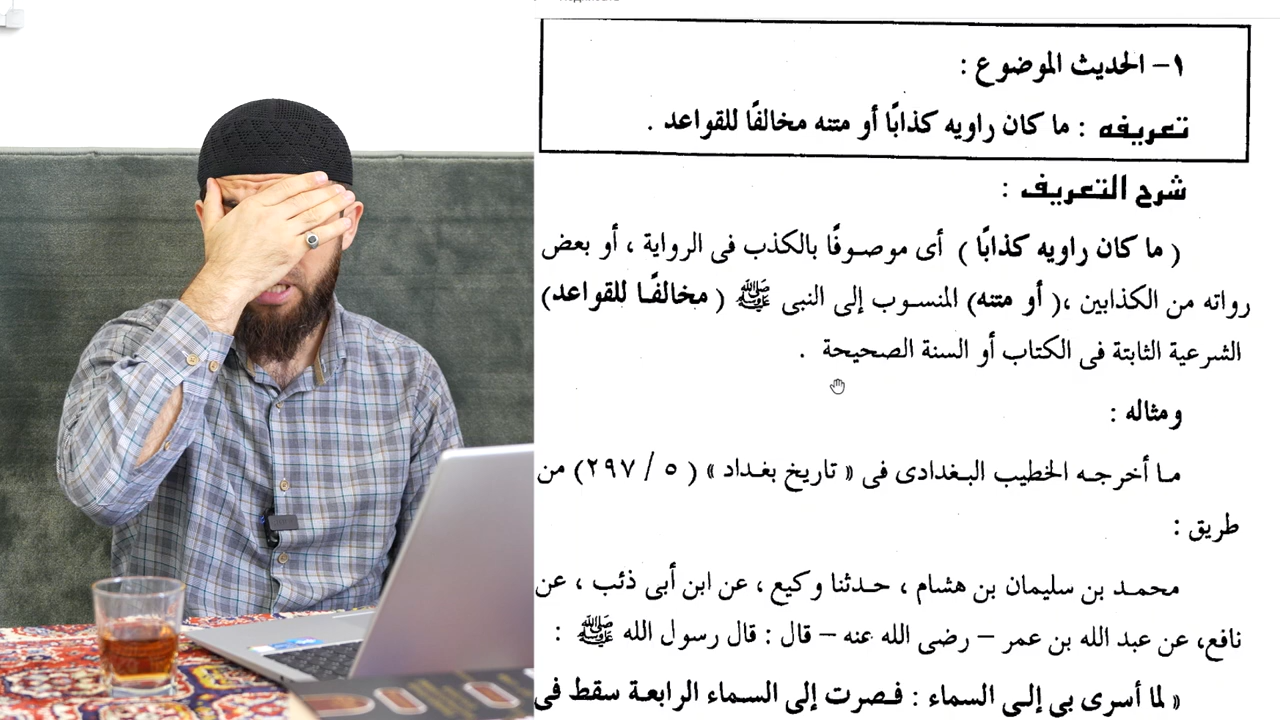 ١- الحديث الموضوع :
تعريفه : ما كان راويه كذابًا أو متنه مخالفًا للقواعد .
شرح التعريف :
( ما كان راويه كذابًا ) أى موصوفًا بالكذب فى الرواية ، أو بعض
رواته من الكذابين ،( أو متنه) المنسوب إلى النبى ﷺ ( مخالفًا للقواعد)
الشرعية الثابتة فى الكتاب أو السنة الصحيحة .
ومثاله :
ما أخرجه الخطيب البغدادى فى « تاريخ بغداد » ( ٥ / ٢٩٧) من
طريق :
محمد بن سليمان بن هشام ، حدثنا وكيع ، عن ابن أبى ذئب ، عن
نافع، عن عبد الله بن عمر – رضى الله عنه – قال : قال رسول الله ﷺ :
« لما أسرى بى إلى السماء : فصرت إلى السماء الرابعة سقط فى